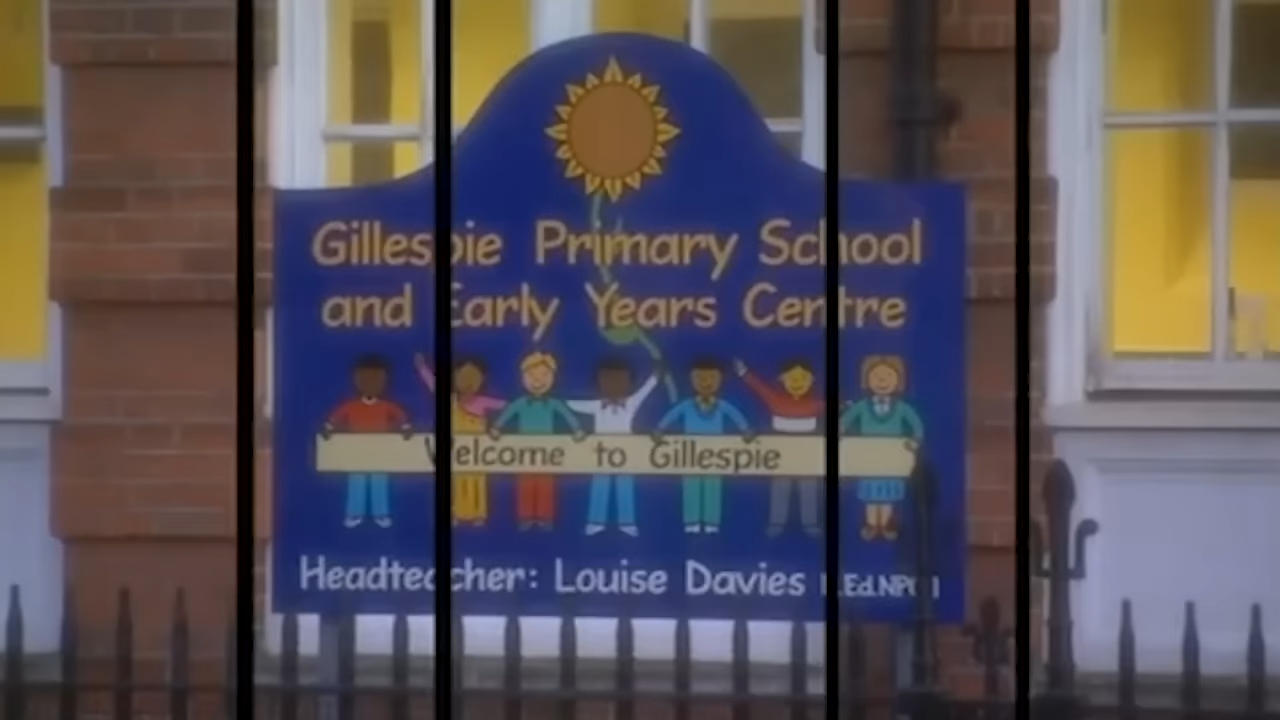 Gillespie Primary School
and Early Years Centre
Welcome to Gillespie
Headteacher: Louise Davies